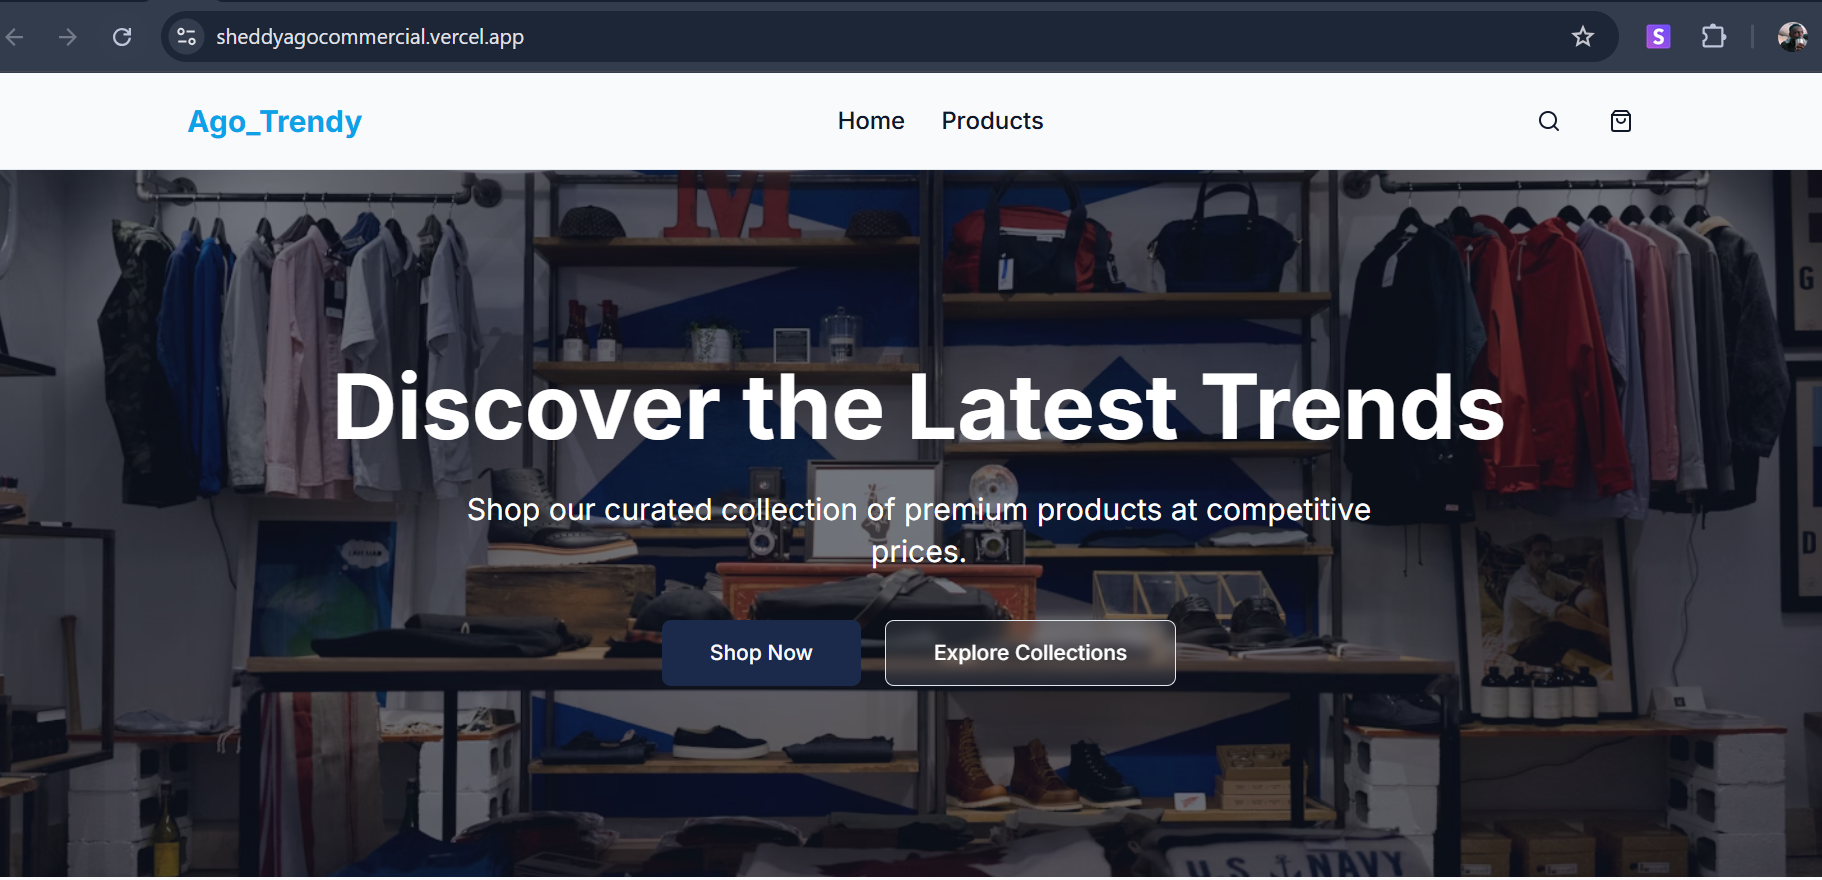 sheddyagocommercial.vercel.app
S
Ago_Trendy
Home
Products
M
G
Discover the Latest Trends
Shop our curated collection of premium products at competitive
prices.
D
Shop Now
Explore Collections
U.S. NAVY